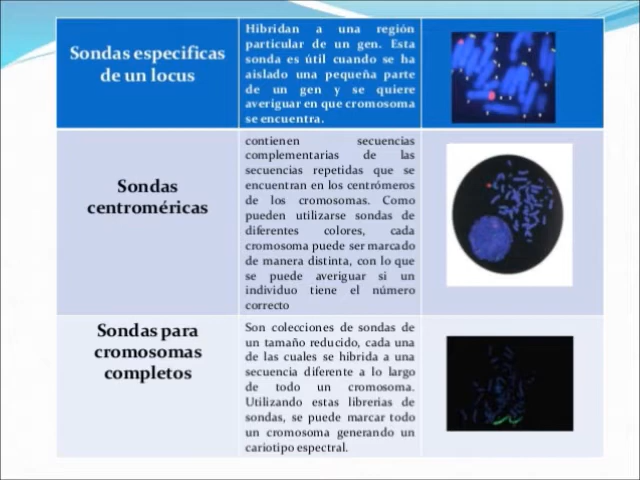 Sondas especificas
de un locus
Hibridan a una región
particular de un gen. Esta
sonda es útil cuando se ha
aislado una pequeña parte
de un gen y se quiere
averiguar en que cromosoma
se encuentra.
Sondas
centroméricas
contienen secuencias
complementarias de las
secuencias repetidas que se
encuentran en los centrómeros
de los cromosomas. Como
pueden utilizarse sondas de
diferentes colores, cada
cromosoma puede ser marcado
de manera distinta, con lo que
se puede averiguar si un
individuo tiene el número
correcto
Sondas para
cromosomas
completos
Son colecciones de sondas de
un tamaño reducido, cada una
de las cuales se hibrida a una
secuencia diferente a lo largo
de todo un cromosoma.
Utilizando estas librerias de
sondas, se puede marcar todo
un cromosoma generando un
cariotipo espectral.